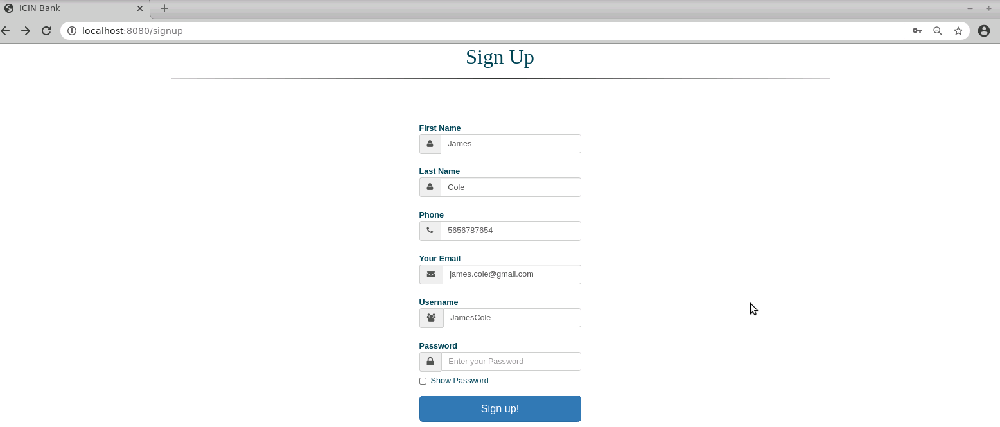 ICIN Bank
localhost:8080/signup
Sign Up
First Name
James
Last Name
Cole
Phone
5656787654
Your Email
james.cole@gmail.com
Username
JamesCole
Password
Enter your Password
Show Password
Sign up!